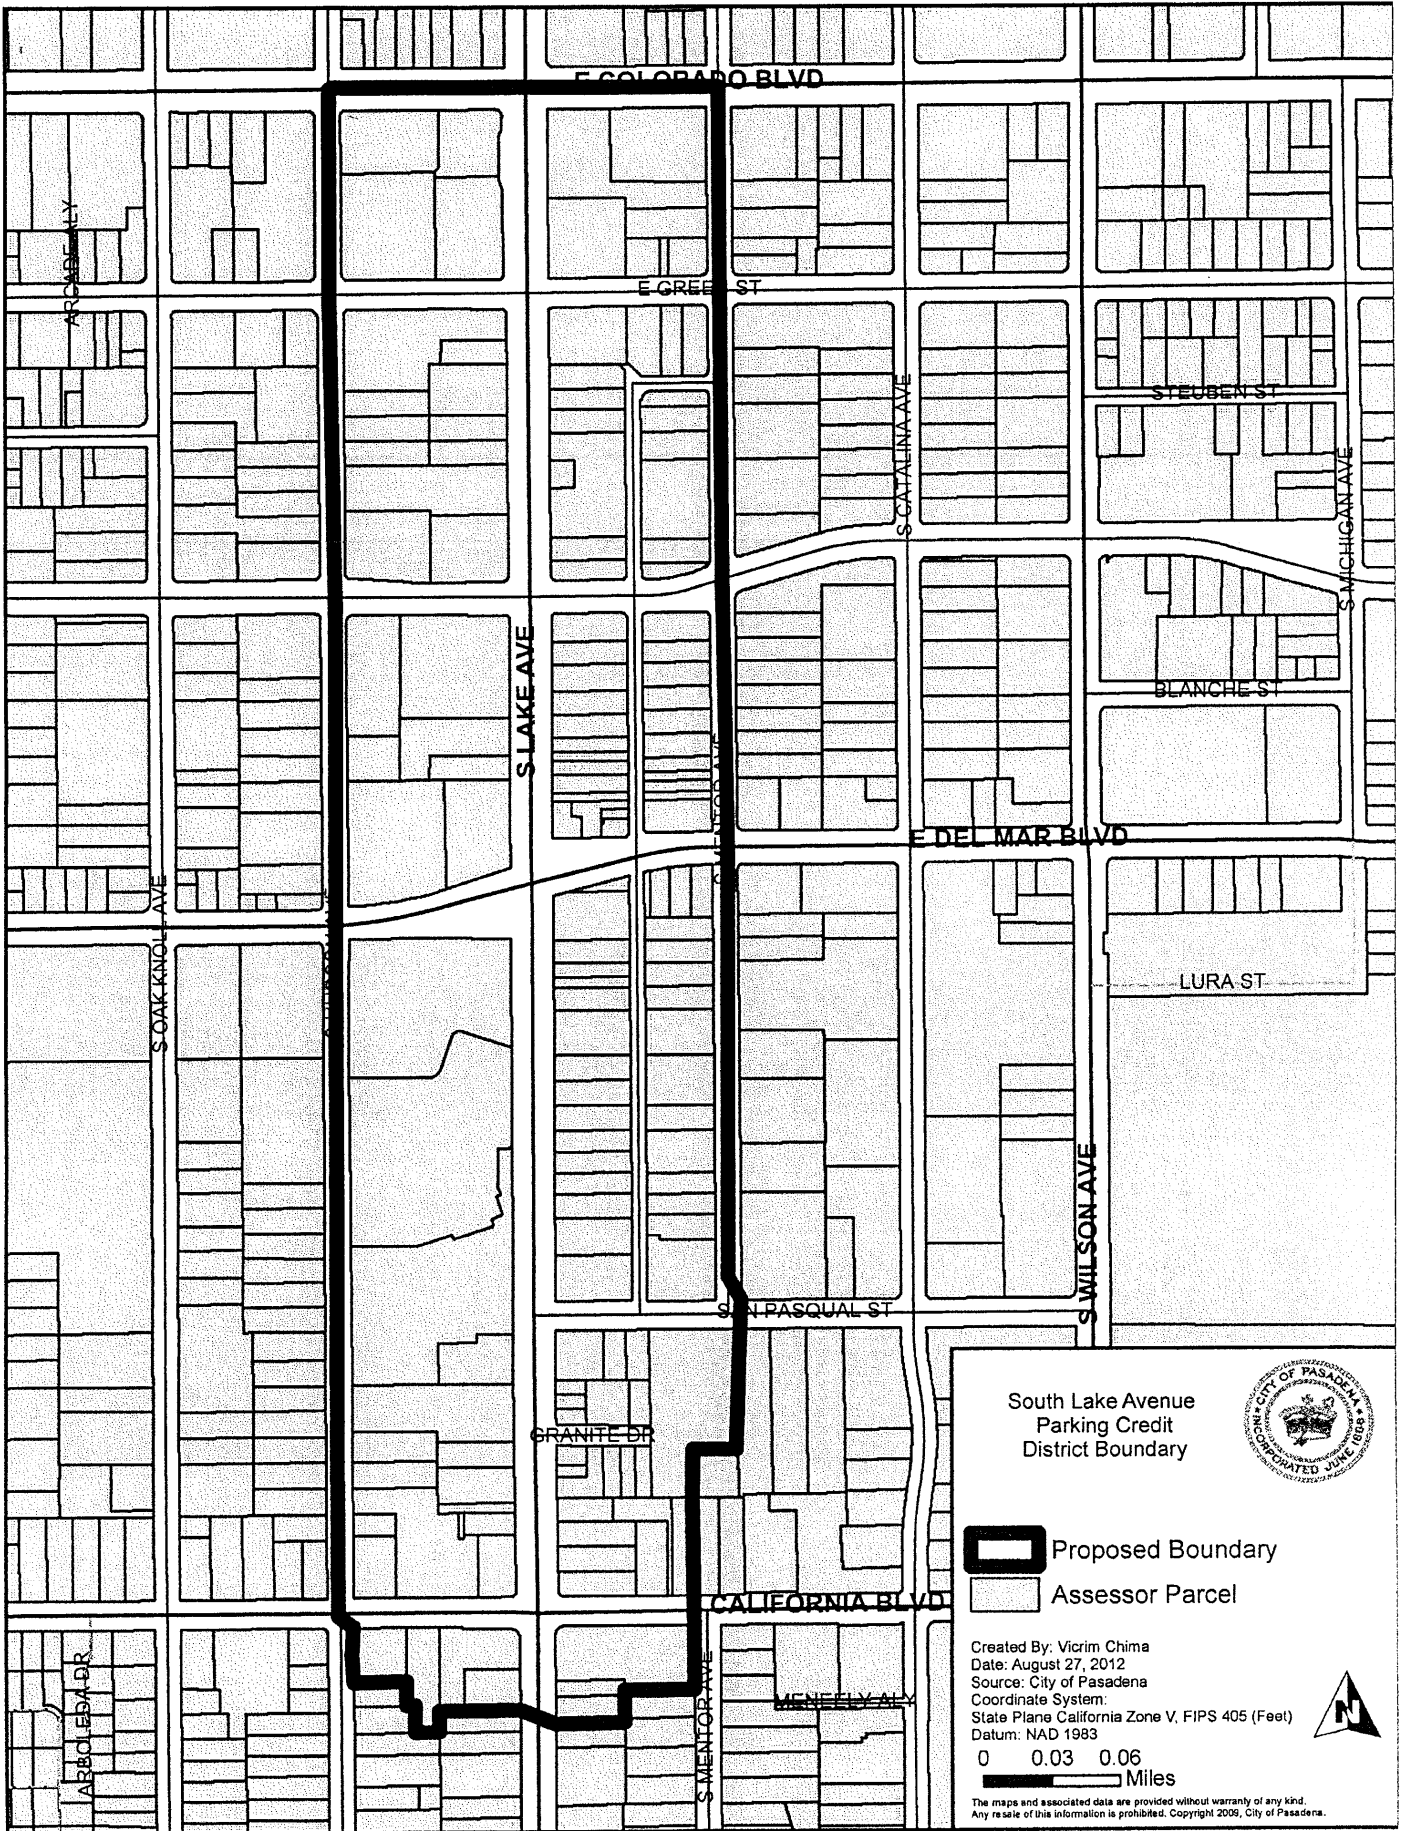 E COLORADO BLVD
ARCADE ALY
E GREEN ST
S CATALINA AVE
STEUBEN ST
S MICHIGAN AVE
S LAKE AVE
BLANCHE ST
S MENTOR AVE
E DEL MAR BLVD
S OAK KNOLL AVE
LURA ST
S WILSON AVE
SAN PASQUAL ST
GRANITE DR
CALIFORNIA BLVD
ARBOLEDA DR
S MENTOR AVE
MENEELY ALY
South Lake Avenue
Parking Credit
District Boundary
CITY OF PASADENA
INCORPORATED JUNE 1886
Proposed Boundary
Assessor Parcel
Created By: Vicrim Chima
Date: August 27, 2012
Source: City of Pasadena
Coordinate System:
State Plane California Zone V, FIPS 405 (Feet)
Datum: NAD 1983
N
0 0.03 0.06
Miles
The maps and associated data are provided without warranty of any kind.
Any resale of this information is prohibited. Copyright 2009, City of Pasadena.